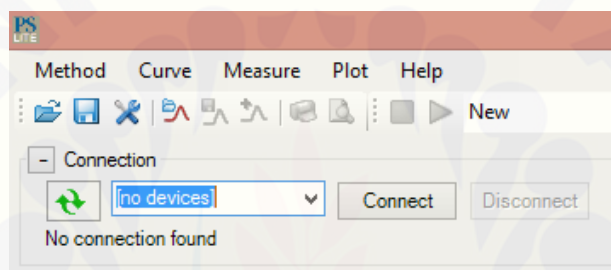 PS
LITE
Method Curve Measure Plot Help
New
- Connection
[no devices] Connect Disconnect
No connection found